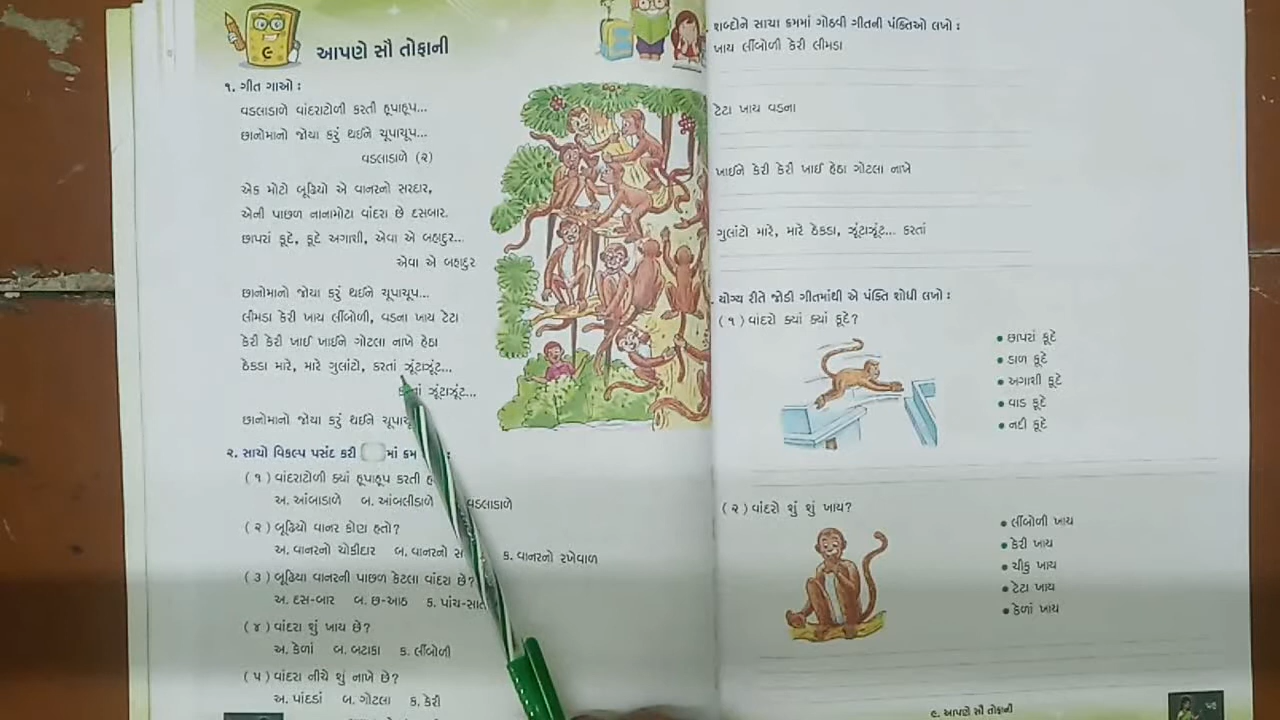 ૯
આપણે સૌ તોફાની
૧. ગીત ગાઓ :
વડલાડાળે વાંદરાટોળી કરતી હૂપાહૂપ...
છાનોમાનો જોયા કરું થઈને ચૂપાચૂપ...
વડલાડાળે (૨)
એક મોટો બૂઢિયો એ વાનરનો સરદાર,
એની પાછળ નાનામોટા વાંદરા છે દસબાર.
છાપરાં કૂદે, કૂદે અગાશી, એવા એ બહાદુર...
એવા એ બહાદુર
છાનોમાનો જોયા કરું થઈને ચૂપાચૂપ...
લીમડા કેરી ખાય લીંબોળી, વડના ખાય ટેટા
કેરી કેરી ખાઈ ખાઈને ગોટલા નાખે હેઠા
ઠેકડા મારે, મારે ગુલાંટો, કરતાં ઝૂંટાઝૂંટ...
ઝૂંટાઝૂંટ...
છાનોમાનો જોયા કરું થઈને
૨. સાચો વિકલ્પ પસંદ કરી માં ક્રમ :
(૧) વાંદરાટોળી ક્યાં હૂપાહૂપ કરતી
અ. આંબાડાળે બ. આંબલીડાળે વડલાડાળે
(૨) બૂઢિયો વાનર કોણ હતો?
અ. વાનરનો ચોકીદાર બ. વાનરનો ક. વાનરનો રખેવાળ
(૩) બૂઢિયા વાનરની પાછળ કેટલા વાંદરા છે?
અ. દસ-બાર બ. છ-આઠ ક. પાંચ-સાત
(૪) વાંદરા શું ખાય છે?
અ. કેળાં બ. બટાકા ક. લીંબોળી
(૫) વાંદરા નીચે શું નાખે છે?
અ. પાંદડાં બ. ગોટલા ક. કેરી
શબ્દોને સાચા ક્રમમાં ગોઠવી ગીતની પંક્તિઓ લખો :
ખાય લીંબોળી કેરી લીમડા
ટેટા ખાય વડના
ખાઈને કેરી કેરી ખાઈ હેઠા ગોટલા નાખે
ગુલાંટો મારે, મારે ઠેકડા, ઝૂંટાઝૂંટ... કરતાં
યોગ્ય રીતે જોડી ગીતમાંથી એ પંક્તિ શોધી લખો :
(૧) વાંદરો ક્યાં ક્યાં કૂદે?
• છાપરાં કૂદે
• ડાળ કૂદે
• અગાશી કૂદે
• વાડ કૂદે
• નદી કૂદે
(૨) વાંદરો શું શું ખાય?
• લીંબોળી ખાય
• કેરી ખાય
• ચીકુ ખાય
• ટેટા ખાય
• કેળાં ખાય
૯. આપણે સૌ તોફાની